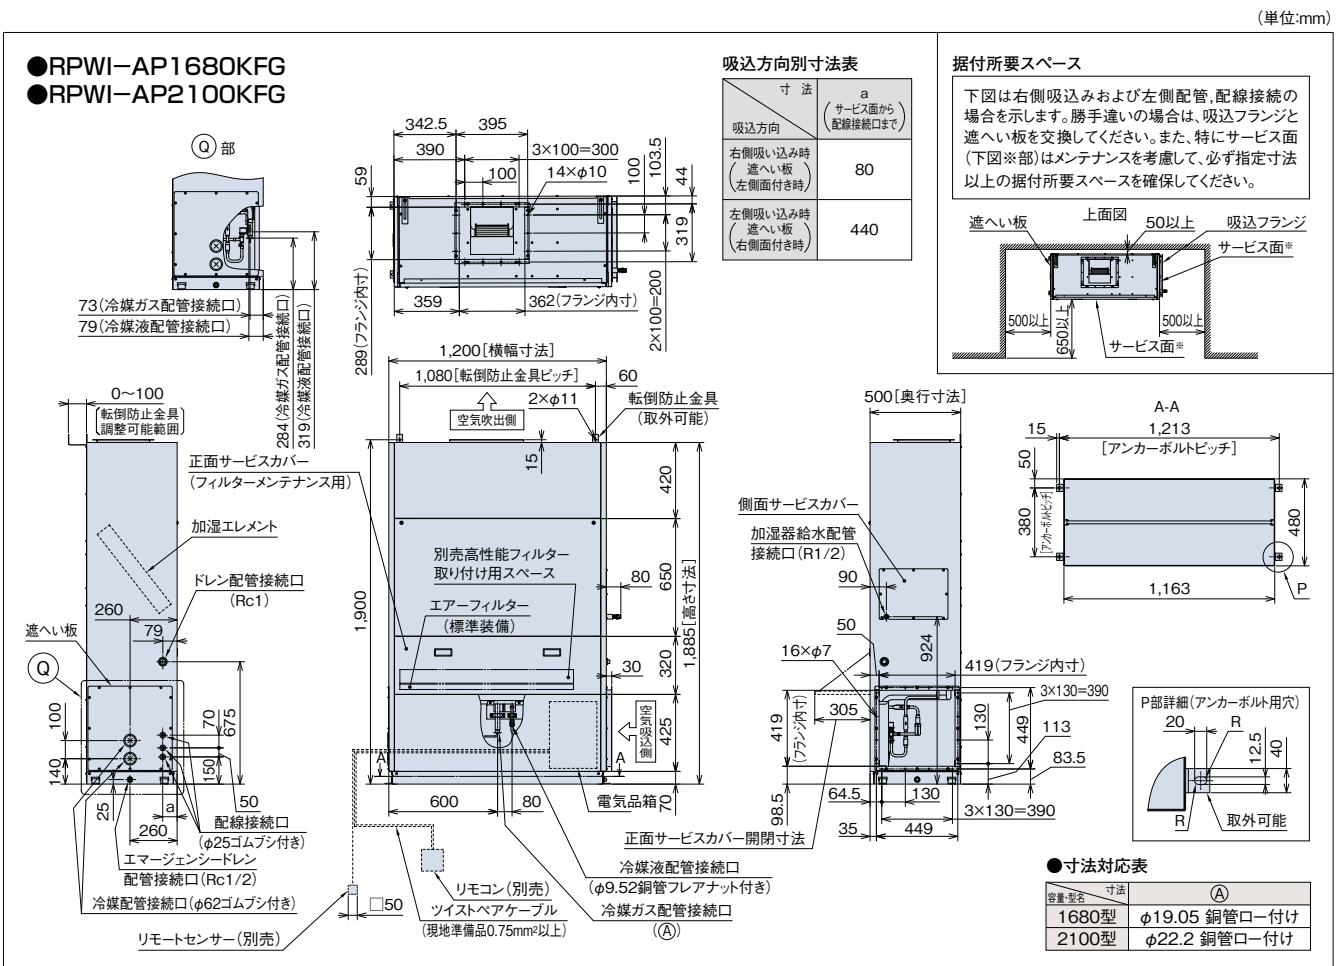 (単位:mm)
●RPWI−AP1680KFG
●RPWI−AP2100KFG
Q 部
73(冷媒ガス配管接続口)
79(冷媒液配管接続口)
284(冷媒ガス配管接続口)
319(冷媒液配管接続口)
342.5
395
390
3×100=300
100
14×φ10
59
100
103.5
44
319
289(フランジ内寸)
359
362(フランジ内寸)
2×100=200
吸込方向別寸法表
寸 法
吸込方向
a
(サービス面から
配線接続口まで)
右側吸い込み時
(遮へい板
左側面付き時)
80
左側吸い込み時
(遮へい板
右側面付き時)
440
据付所要スペース
下図は右側吸込みおよび左側配管,配線接続の
場合を示します。勝手違いの場合は、吸込フランジと
遮へい板を交換してください。また、特にサービス面
(下図※部)はメンテナンスを考慮して、必ず指定寸法
以上の据付所要スペースを確保してください。
上面図
遮へい板
50以上
吸込フランジ
サービス面※
500以上
650以上
500以上
サービス面※
0〜100
[転倒防止金具
調整可能範囲]
加湿エレメント
ドレン配管接続口
(Rc1)
260
79
遮へい板
Q
100
140
70
675
150
25
a
50
260
配線接続口
(φ25ゴムブシ付き)
エマージェンシードレン
配管接続口(Rc1/2)
冷媒配管接続口(φ62ゴムブシ付き)
1,200[横幅寸法]
1,080[転倒防止金具ピッチ]
60
空気吹出側
2×φ11
転倒防止金具
(取外可能)
15
正面サービスカバー
(フィルターメンテナンス用)
420
別売高性能フィルター
取り付け用スペース
650
80
エアーフィルター
(標準装備)
1,900
1,885[高さ寸法]
320
30
空気吸込側
425
A
A
70
600
80
電気品箱
正面サービスカバー開閉寸法
冷媒液配管接続口
(φ9.52銅管フレアナット付き)
リモコン(別売)
□50
ツイストペアケーブル
(現地準備品0.75mm²以上)
冷媒ガス配管接続口
(A)
リモートセンサー(別売)
500[奥行寸法]
側面サービスカバー
加湿器給水配管
接続口(R1/2)
90
50
924
16×φ7
419(フランジ内寸)
3×130=390
305
419
(フランジ内寸)
130
449
113
83.5
98.5
64.5
130
3×130=390
35
449
A-A
15
1,213
[アンカーボルトピッチ]
50
380
[アンカーボルトピッチ]
480
1,163
P
P部詳細(アンカーボルト用穴)
20
R
12.5
40
R
取外可能
●寸法対応表
寸法
容量・型名
A
1680型
φ19.05 銅管ロー付け
2100型
φ22.2 銅管ロー付け